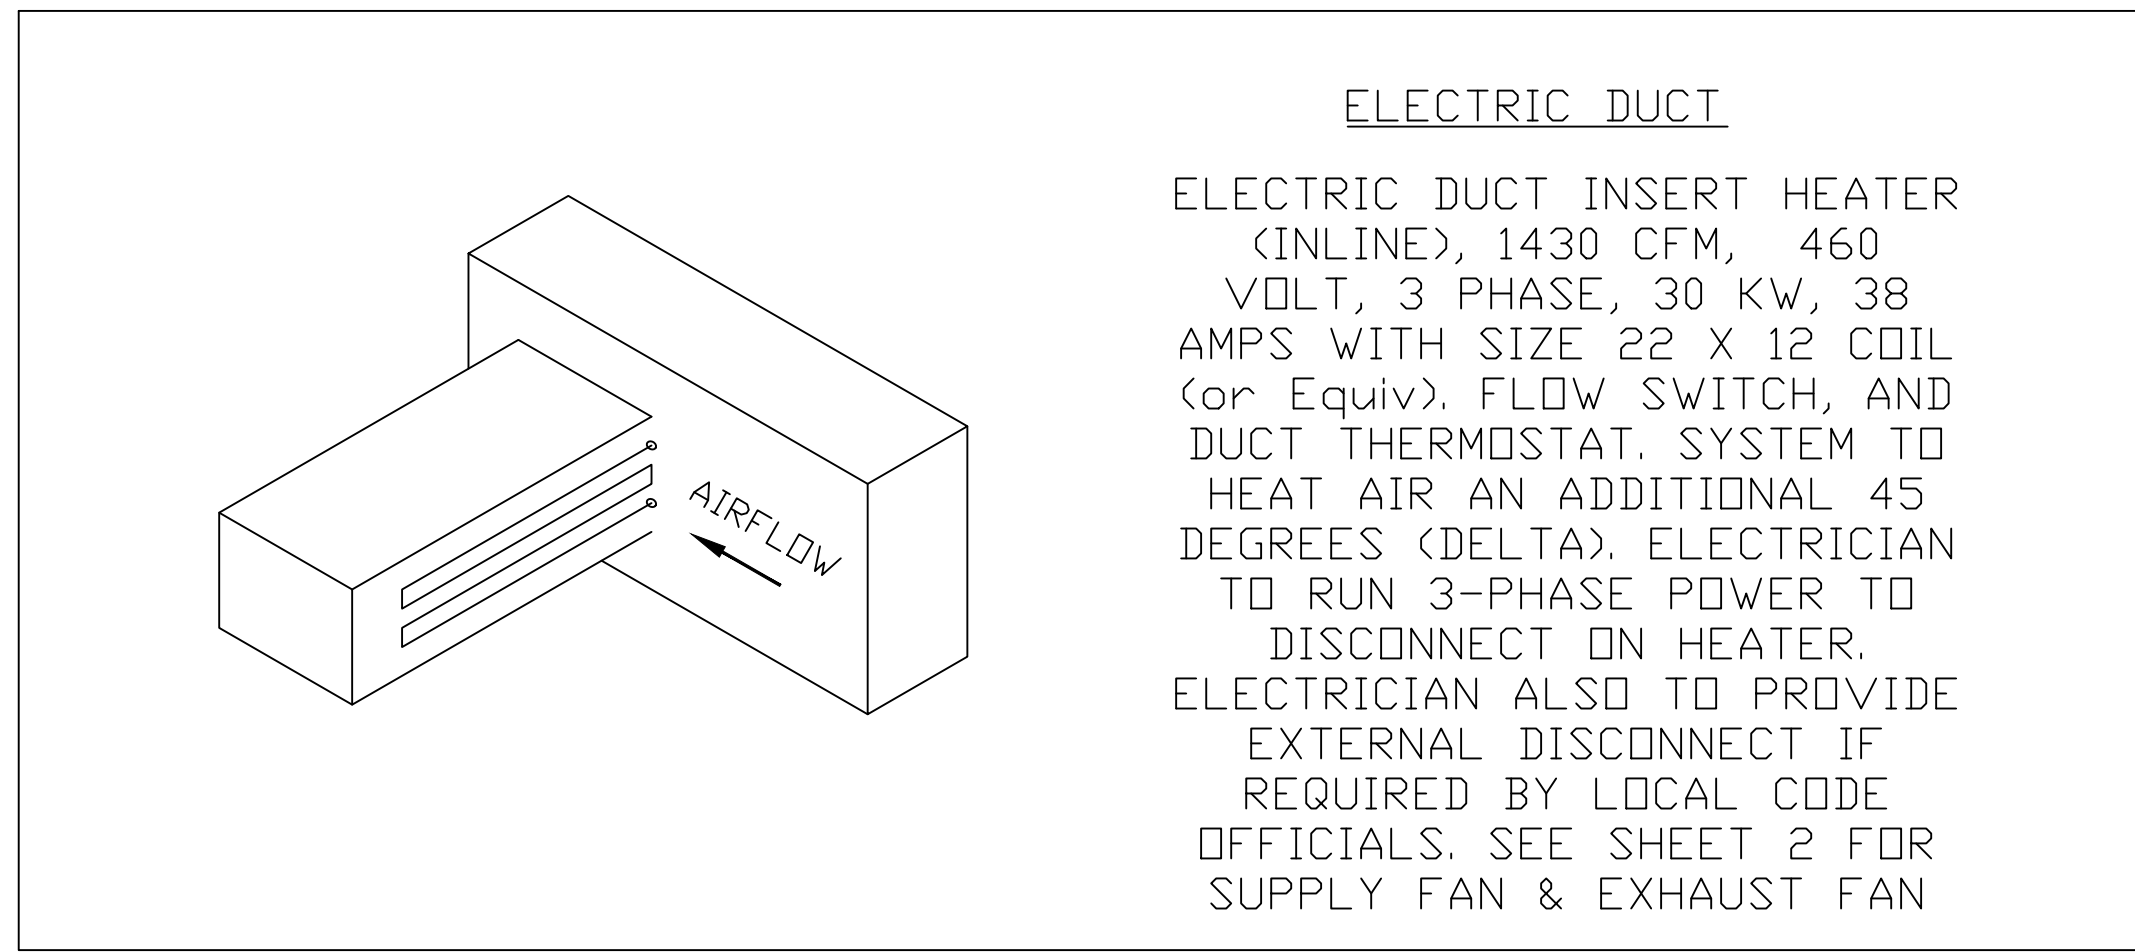 AIRFLOW
ELECTRIC DUCT
ELECTRIC DUCT INSERT HEATER
(INLINE), 1430 CFM, 460
VOLT, 3 PHASE, 30 KW, 38
AMPS WITH SIZE 22 X 12 COIL
(or Equiv). FLOW SWITCH, AND
DUCT THERMOSTAT. SYSTEM TO
HEAT AIR AN ADDITIONAL 45
DEGREES (DELTA). ELECTRICIAN
TO RUN 3-PHASE POWER TO
DISCONNECT ON HEATER.
ELECTRICIAN ALSO TO PROVIDE
EXTERNAL DISCONNECT IF
REQUIRED BY LOCAL CODE
OFFICIALS. SEE SHEET 2 FOR
SUPPLY FAN & EXHAUST FAN